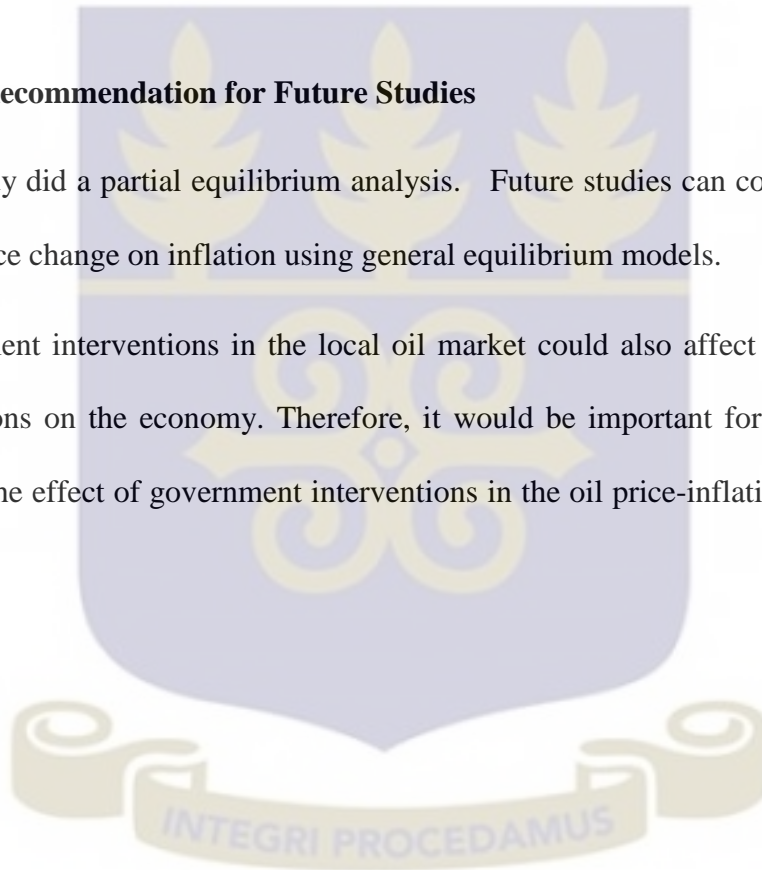 ecommendation for Future Studies
y did a partial equilibrium analysis. Future studies can co
ce change on inflation using general equilibrium models.
ent interventions in the local oil market could also affect
ons on the economy. Therefore, it would be important for
he effect of government interventions in the oil price-inflati
INTEGRI PROCEDAMUS